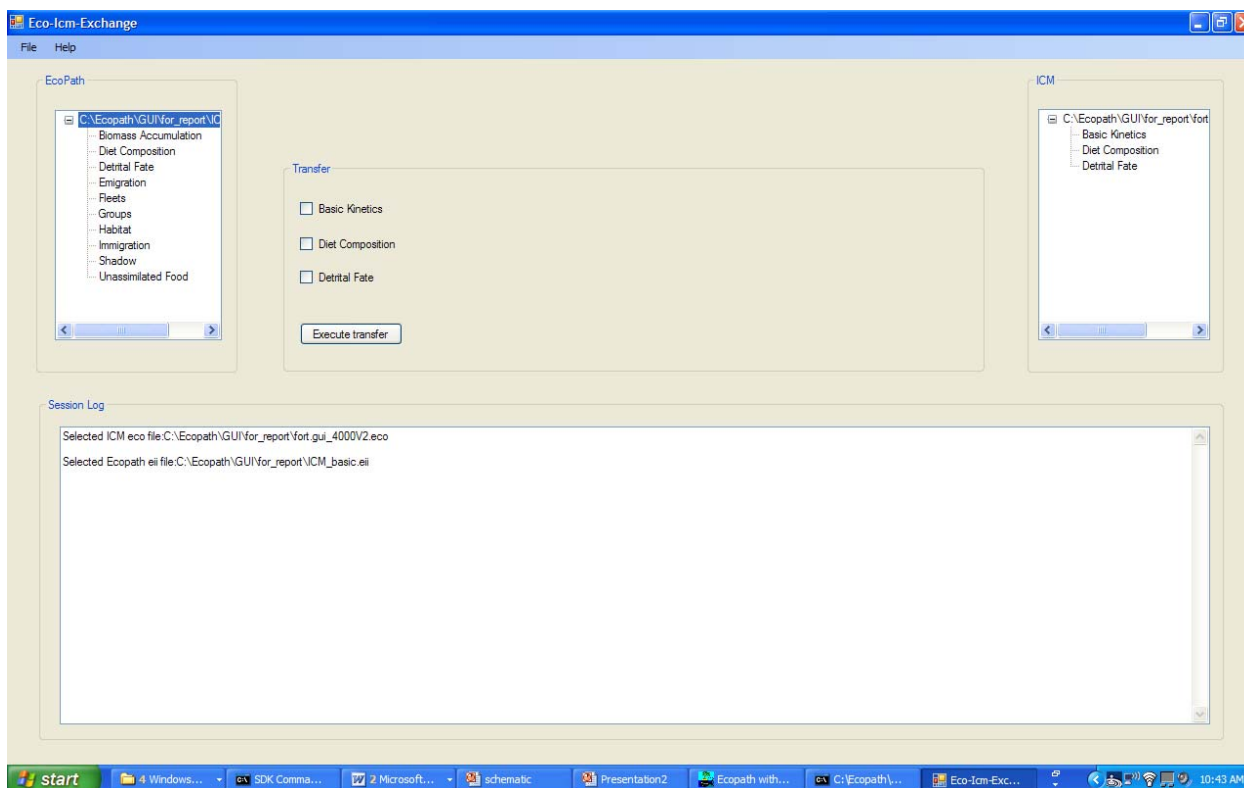 Eco-Icm-Exchange
File Help
EcoPath
C:\Ecopath\GUI\for_report\IC
Biomass Accumulation
Diet Composition
Detrital Fate
Emigration
Fleets
Groups
Habitat
Immigration
Shadow
Unassimilated Food
Transfer
Basic Kinetics
Diet Composition
Detrital Fate
Execute transfer
ICM
C:\Ecopath\GUI\for_report\fort
Basic Kinetics
Diet Composition
Detrital Fate
Session Log
Selected ICM eco file:C:\Ecopath\GUI\for_report\fort.gui_4000V2.eco
Selected Ecopath eii file:C:\Ecopath\GUI\for_report\ICM_basic.eii
start 4 Windows... SDK Comma... 2 Microsoft... schematic Presentation2 Ecopath with... C:\Ecopath\... Eco-Icm-Exc... 10:43 AM